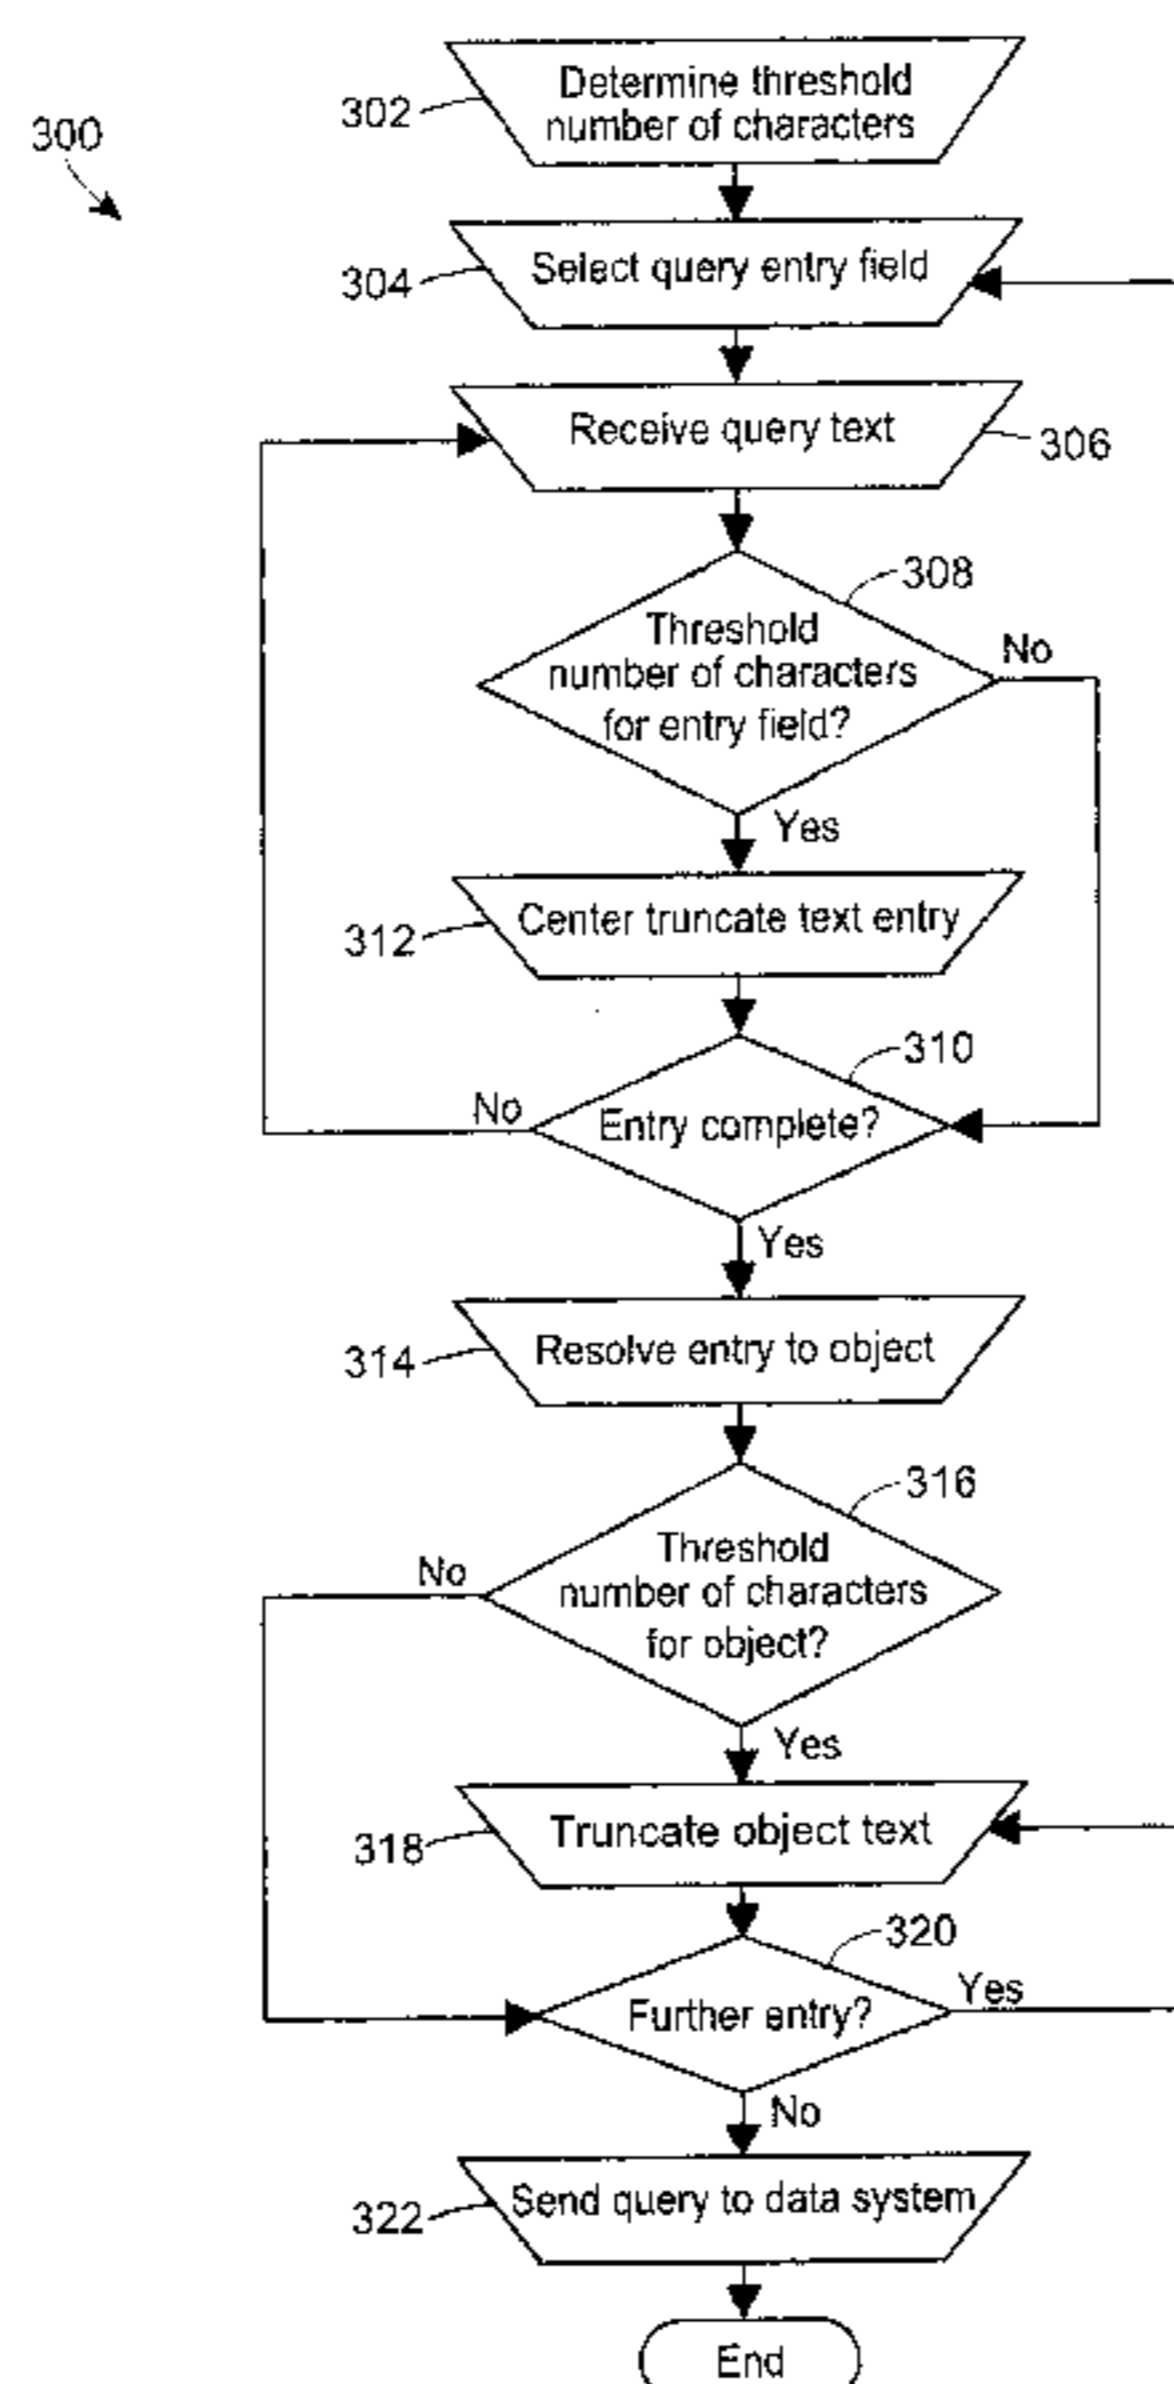 300
302
Determine threshold
number of characters
304
Select query entry field
Receive query text
306
308
Threshold
number of characters
for entry field?
No
Yes
312
Center truncate text entry
310
No
Entry complete?
Yes
314
Resolve entry to object
316
No
Threshold
number of characters
for object?
Yes
318
Truncate object text
320
Further entry?
Yes
No
322
Send query to data system
End